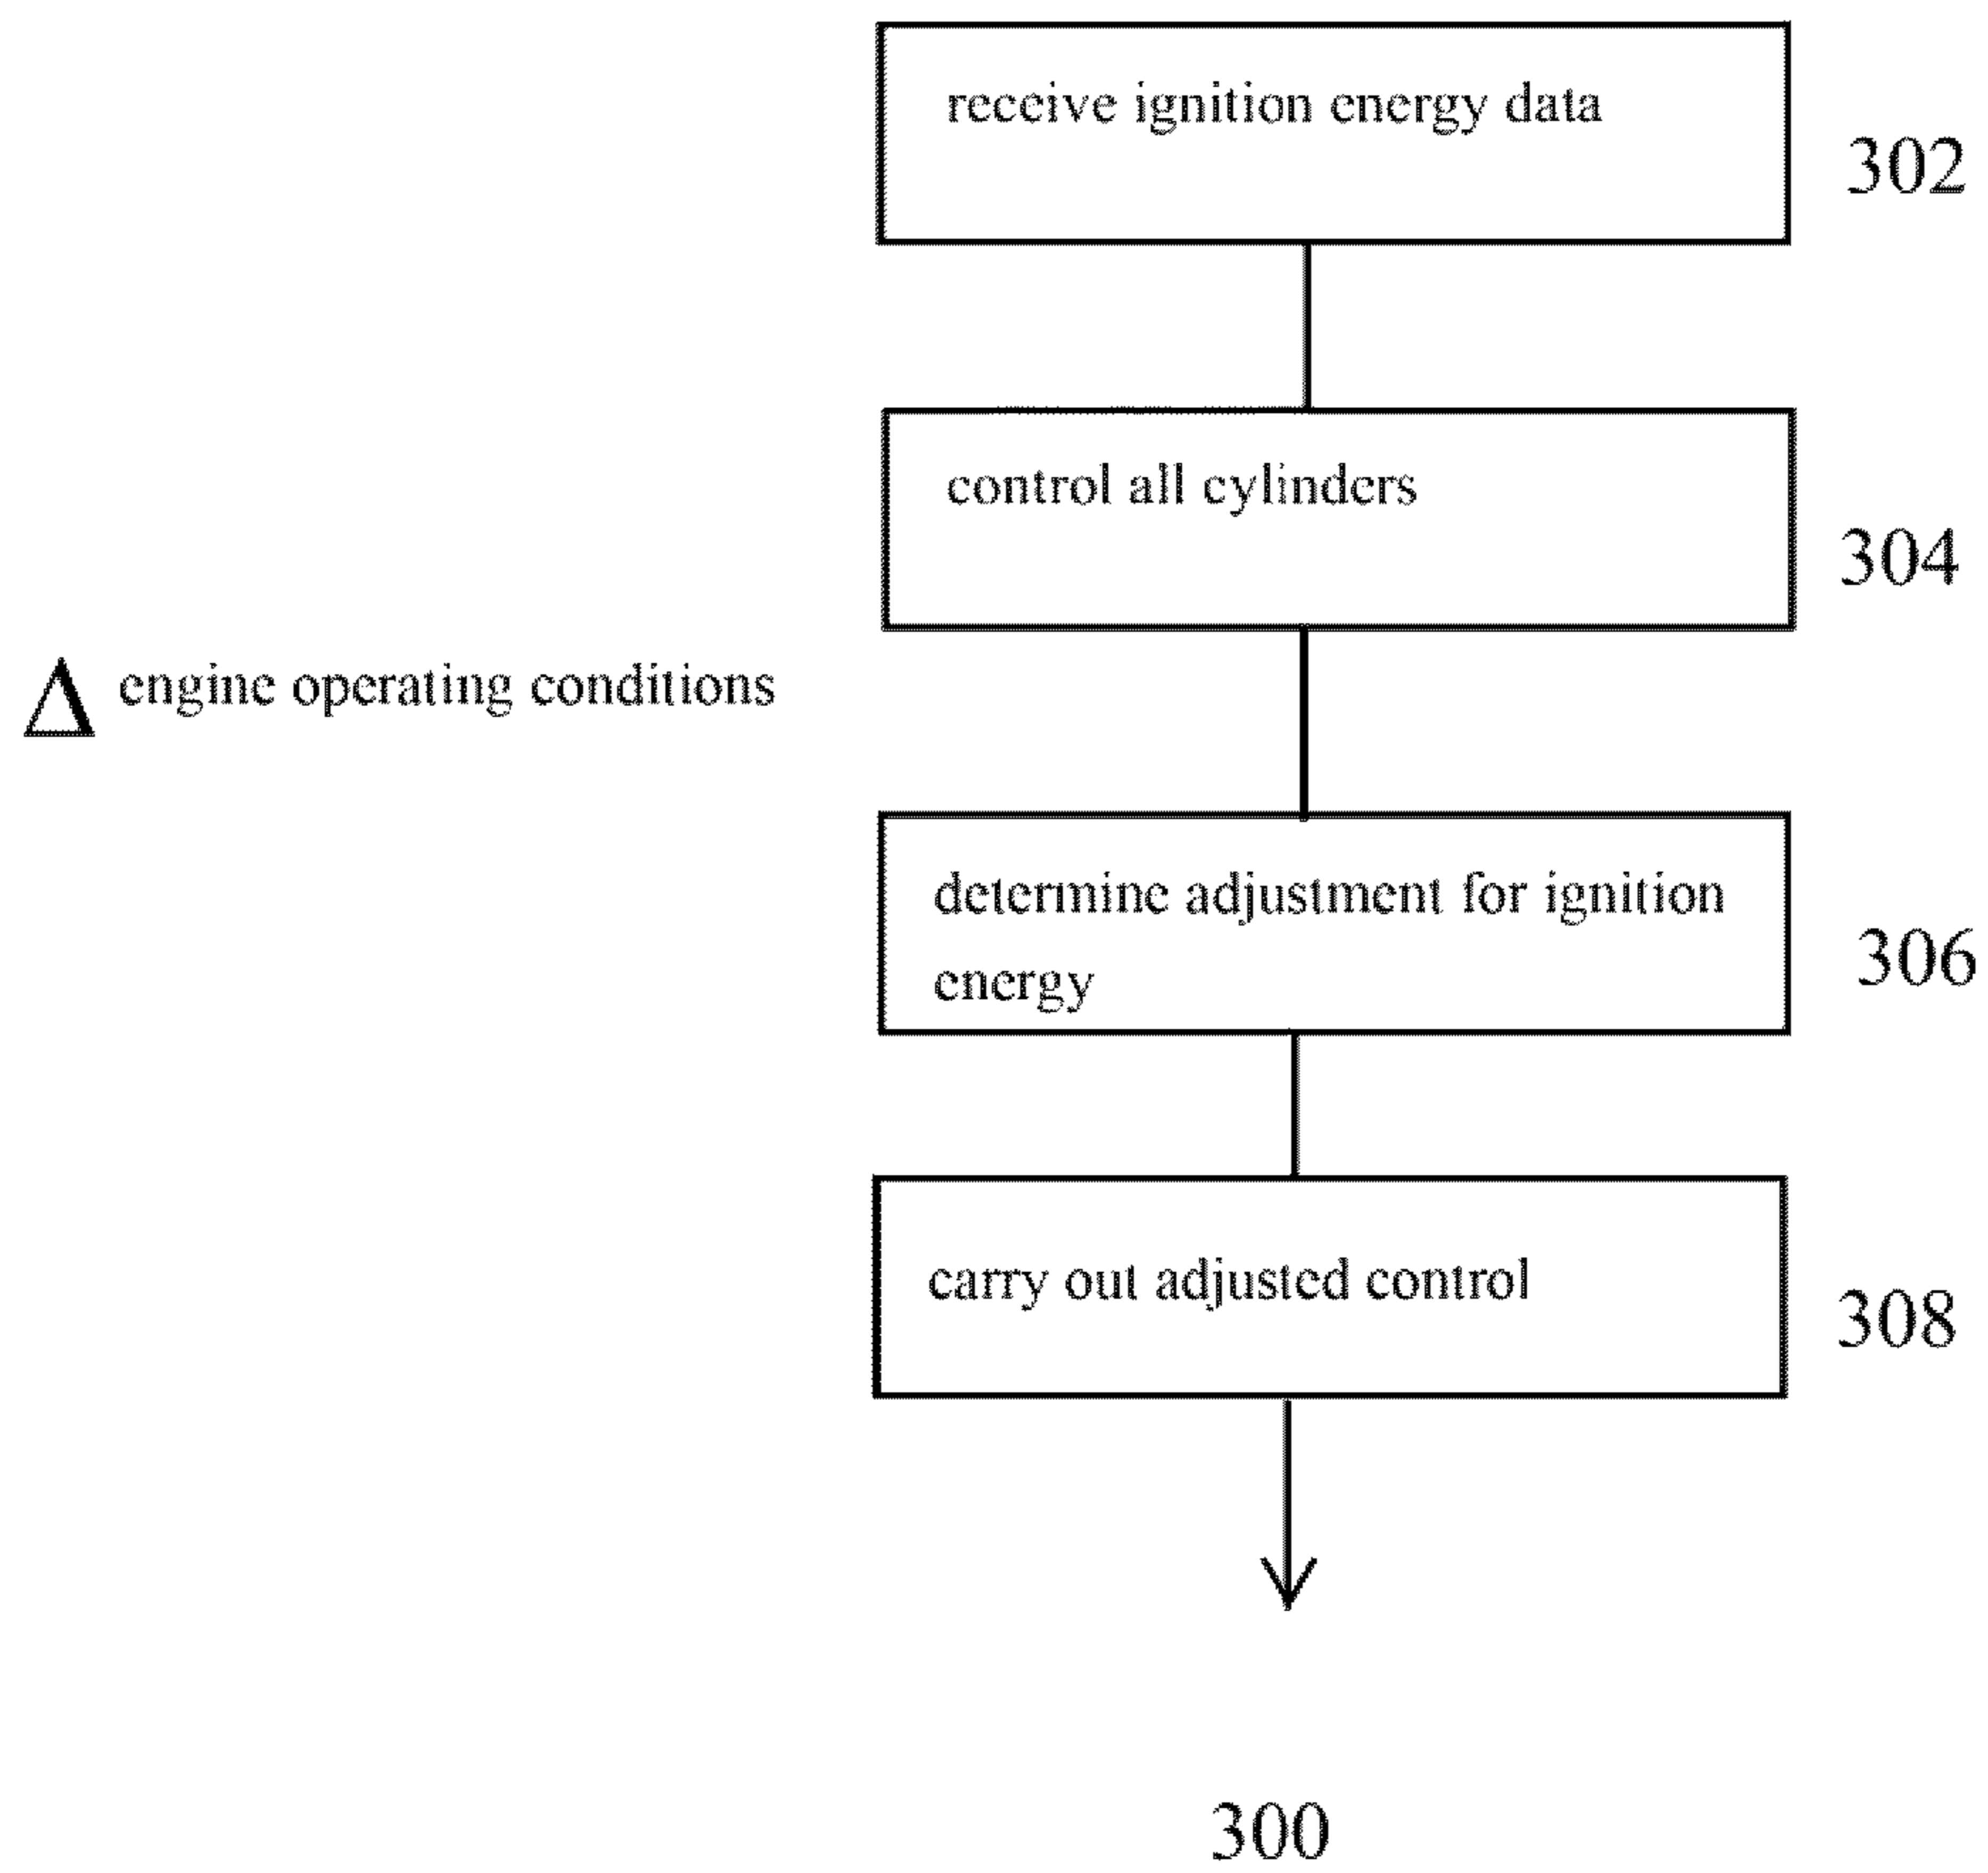 receive ignition energy data
302
control all cylinders
304
Δ engine operating conditions
determine adjustment for ignition
energy
306
carry out adjusted control
308
300